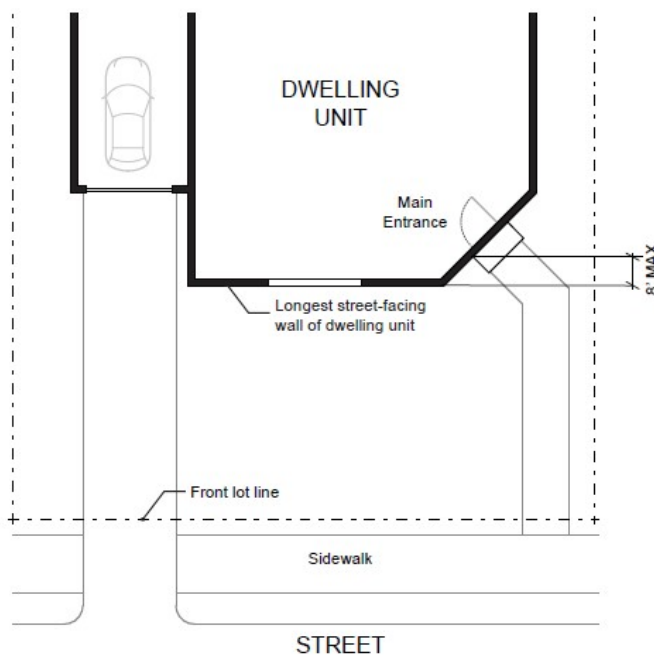 DWELLING
UNIT
Main
Entrance
8' MAX
Longest street-facing
wall of dwelling unit
Front lot line
Sidewalk
STREET